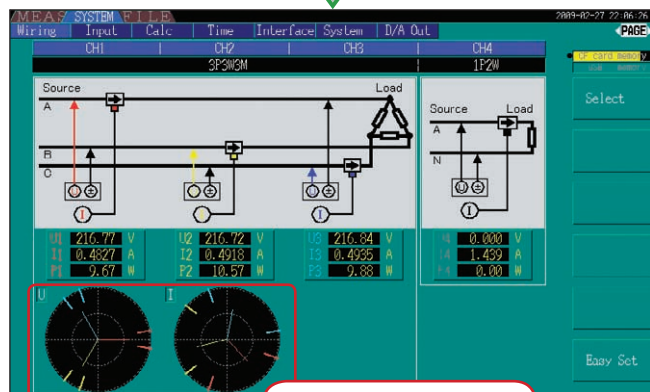 MEAS SYSTEM FILE 2009-02-27 22:06:26
Wiring Input Calc Time Interface System D/A Out PAGE
CH1 CH2 CH3 CH4
3P3W3M 1P2W
CF card memory
Select
Source Load
A
B
C
Source Load
A
N
U ± U ± U ±
U ±
I I
I
U1 216.77 V U2 216.72 V U3 216.84 V U4 0.000 V
I1 0.4827 A I2 0.4918 A I3 0.4935 A I4 1.439 A
P1 9.67 W P2 10.57 W P3 9.88 W P4 0.00 W
U I
Easy Set